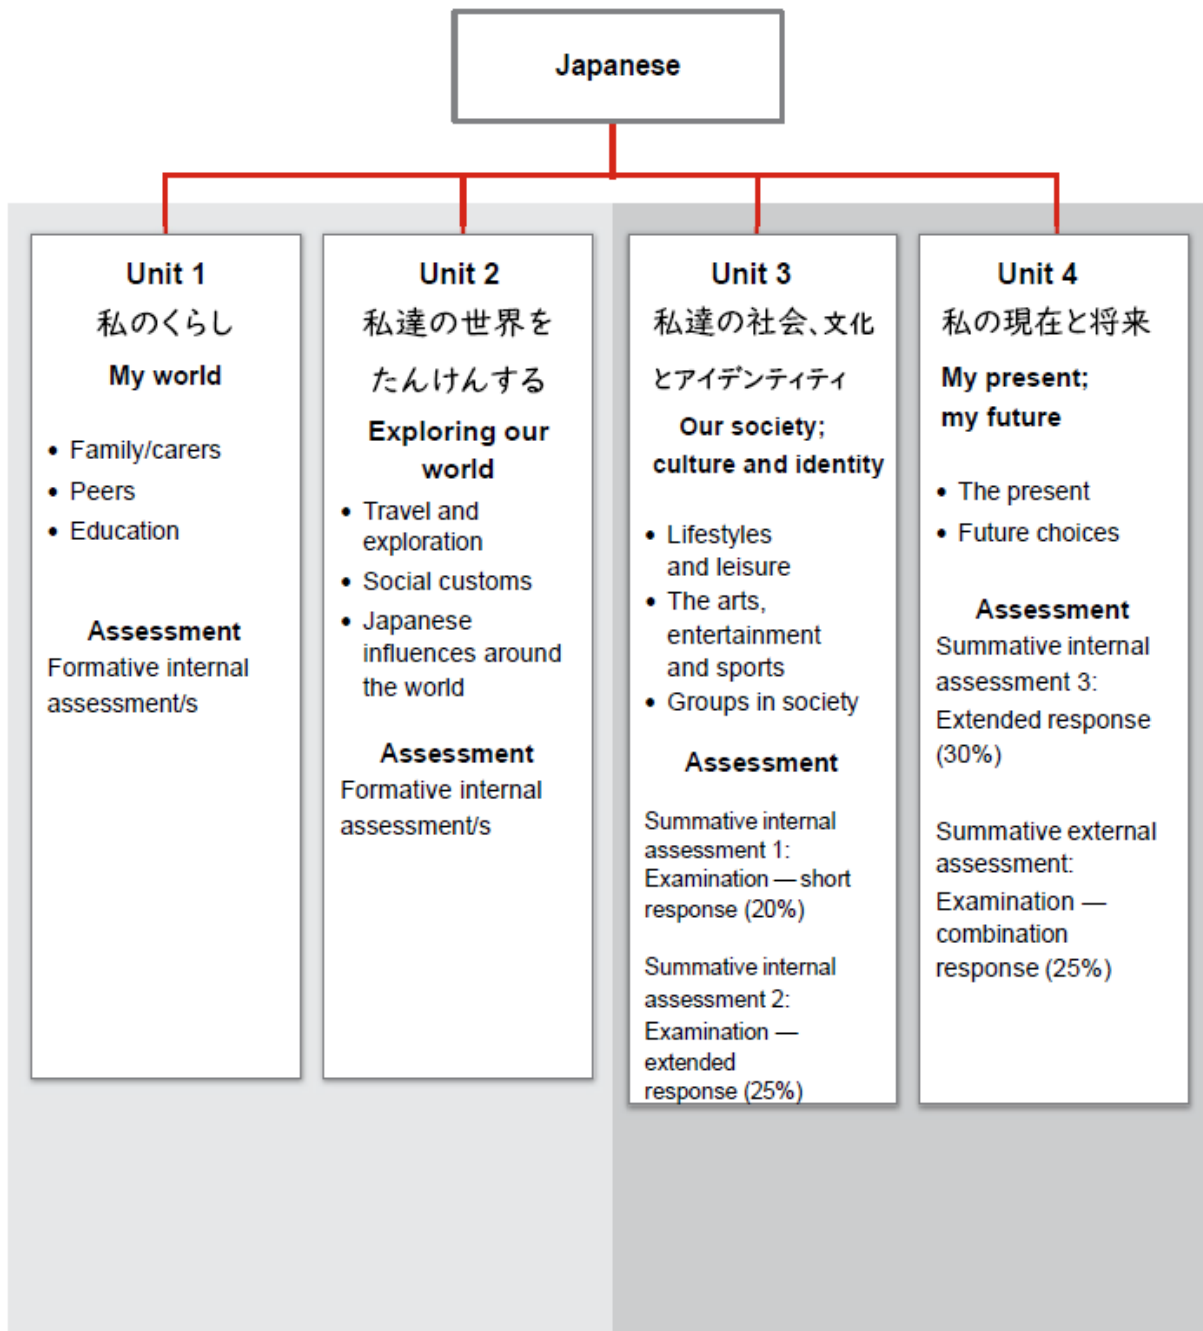 Japanese
Unit 1
私のくらし
My world
• Family/carers
• Peers
• Education
Assessment
Formative internal
assessment/s
Unit 2
私達の世界を
たんけんする
Exploring our
world
• Travel and
exploration
• Social customs
• Japanese
influences around
the world
Assessment
Formative internal
assessment/s
Unit 3
私達の社会、文化
とアイデンティティ
Our society;
culture and identity
• Lifestyles
and leisure
• The arts,
entertainment
and sports
• Groups in society
Assessment
Summative internal
assessment 1:
Examination — short
response (20%)
Summative internal
assessment 2:
Examination —
extended
response (25%)
Unit 4
私の現在と将来
My present;
my future
• The present
• Future choices
Assessment
Summative internal
assessment 3:
Extended response
(30%)
Summative external
assessment:
Examination —
combination
response (25%)